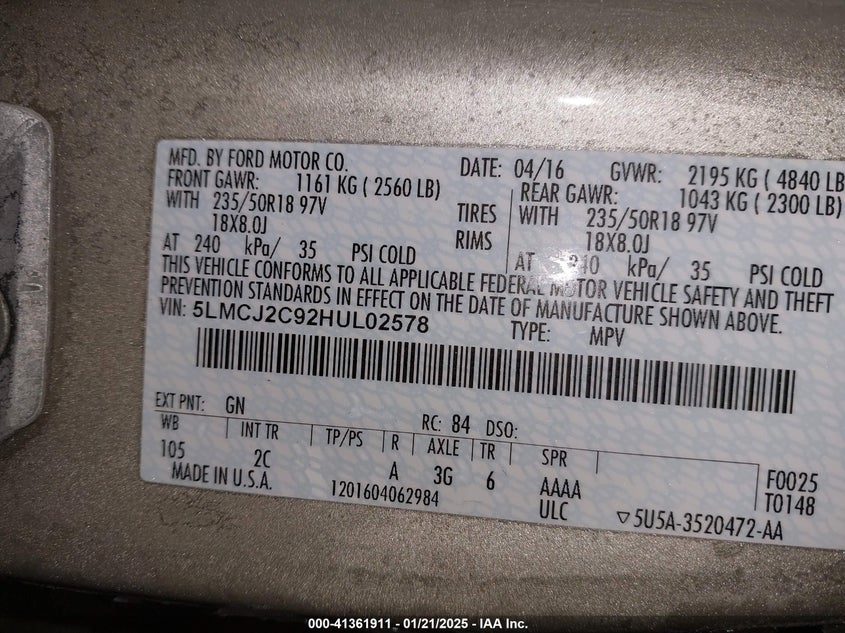 MFD. BY FORD MOTOR CO. DATE: 04/16 GVWR: 2195 KG ( 4840 LB
FRONT GAWR: 1161 KG ( 2560 LB) REAR GAWR: 1043 KG ( 2300 LB)
WITH 235/50R18 97V TIRES WITH 235/50R18 97V
18X8.0J RIMS 18X8.0J
AT 240 kPa/ 35 PSI COLD AT kPa/ 35 PSI COLD
THIS VEHICLE CONFORMS TO ALL APPLICABLE FEDERAL MOTOR VEHICLE SAFETY AND THEFT
PREVENTION STANDARDS IN EFFECT ON THE DATE OF MANUFACTURE SHOWN ABOVE.
VIN: 5LMCJ2C92HUL02578 TYPE: MPV
EXT PNT: GN RC: 84 DSO:
WB INT TR TP/PS R AXLE TR SPR
105 2C A 3G 6 AAAA F0025
MADE IN U.S.A. 1201604062984 ULC T0148
▽5U5A-3520472-AA
000-41361911 - 01/21/2025 - IAA Inc.